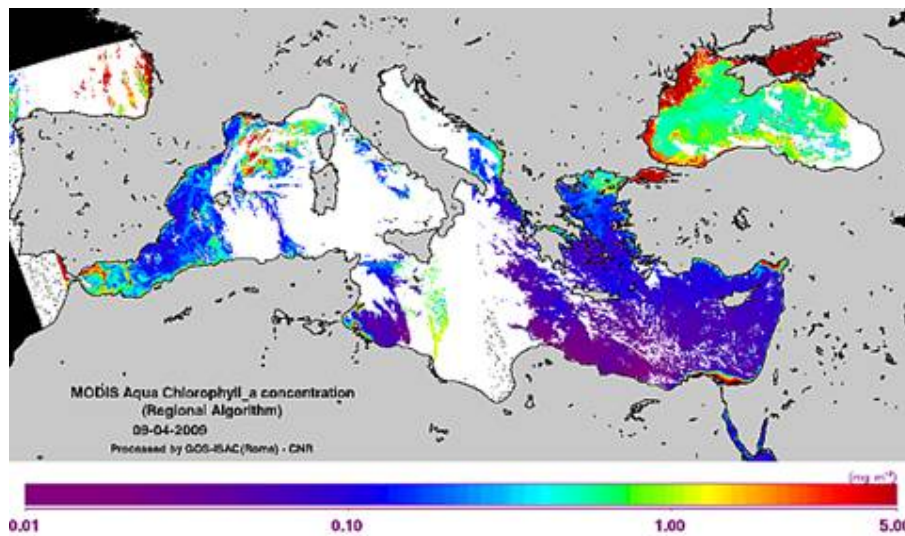 MODIS Aqua Chlorophyll_a concentration
(Regional Algorithm)
09-04-2009
Processed by GOS-ISAC(Roma) - CNR
(mg m⁻³)
0.01 0.10 1.00 5.00